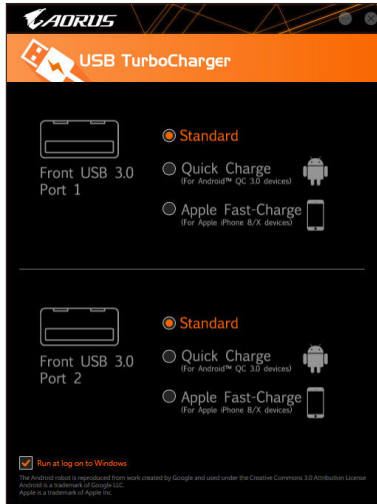 AORUS
USB TurboCharger
Front USB 3.0
Port 1
Standard
Quick Charge
(For Android™ QC 3.0 devices)
Apple Fast-Charge
(For Apple iPhone 8/X devices)
Front USB 3.0
Port 2
Standard
Quick Charge
(For Android™ QC 3.0 devices)
Apple Fast-Charge
(For Apple iPhone 8/X devices)
Run at log on to Windows
The Android robot is reproduced from work created by Google and used under the Creative Commons 3.0 Attribution License
Android is a trademark of Google LLC.
Apple is a trademark of Apple Inc.